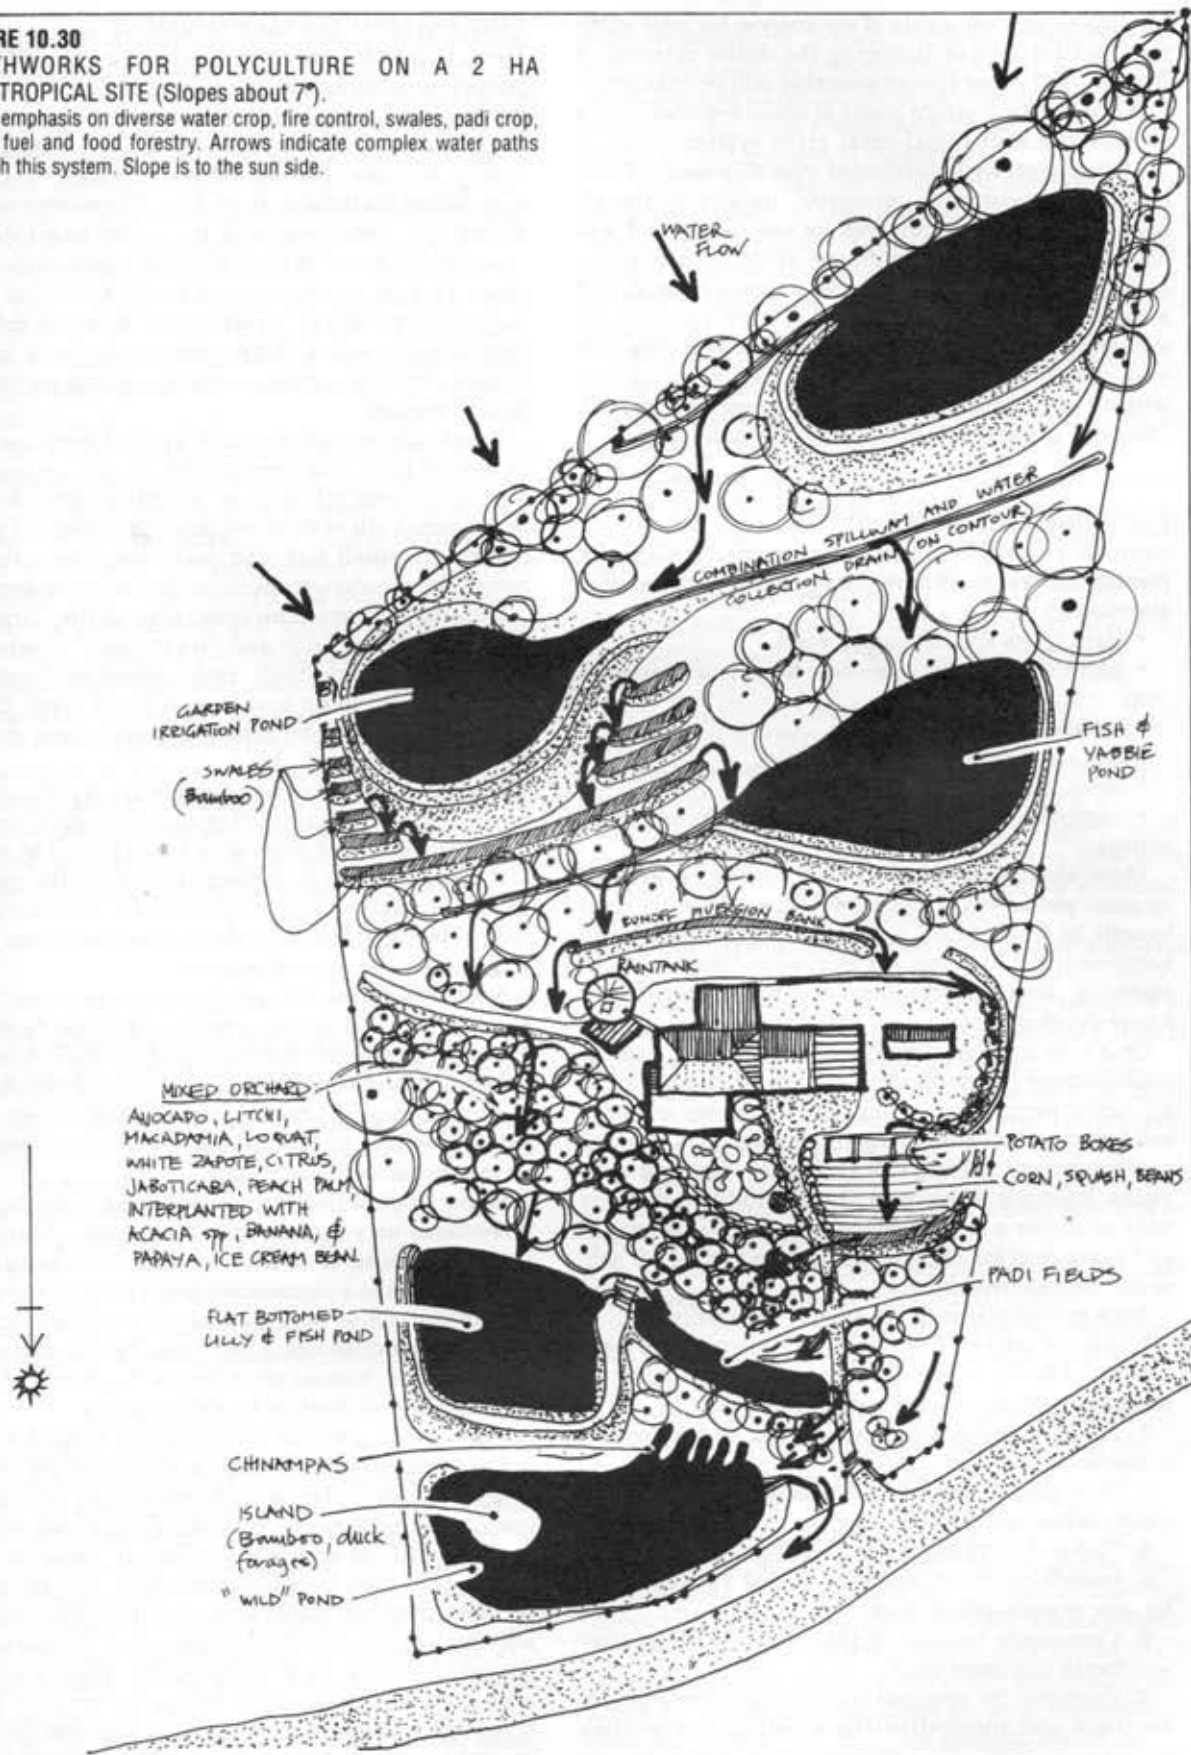 RE 10.30
THWORKS FOR POLYCULTURE ON A 2 HA
TROPICAL SITE (Slopes about 7°).
emphasis on diverse water crop, fire control, swales, padi crop,
fuel and food forestry. Arrows indicate complex water paths
h this system. Slope is to the sun side.
WATER
FLOW
COMBINATION SPILLWAY AND WATER
COLLECTION DRAIN (ON CONTOUR)
GARDEN
IRRIGATION POND
SWALES
(Bamboo)
FISH &
YABBIE
POND
RUNOFF DIVERSION BANK
RAINTANK
MIXED ORCHARD
AVOCADO, LITCHI,
MACADAMIA, LOQUAT,
WHITE ZAPOTE, CITRUS,
JABOTICABA, PEACH PALM,
INTERPLANTED WITH
ACACIA spp, BANANA, &
PAPAYA, ICE CREAM BEAN.
POTATO BOXES
CORN, SQUASH, BEANS
PADI FIELDS
FLAT BOTTOMED
LILLY & FISH POND
CHINAMPAS
ISLAND
(Bamboo, duck
forages)
"WILD" POND